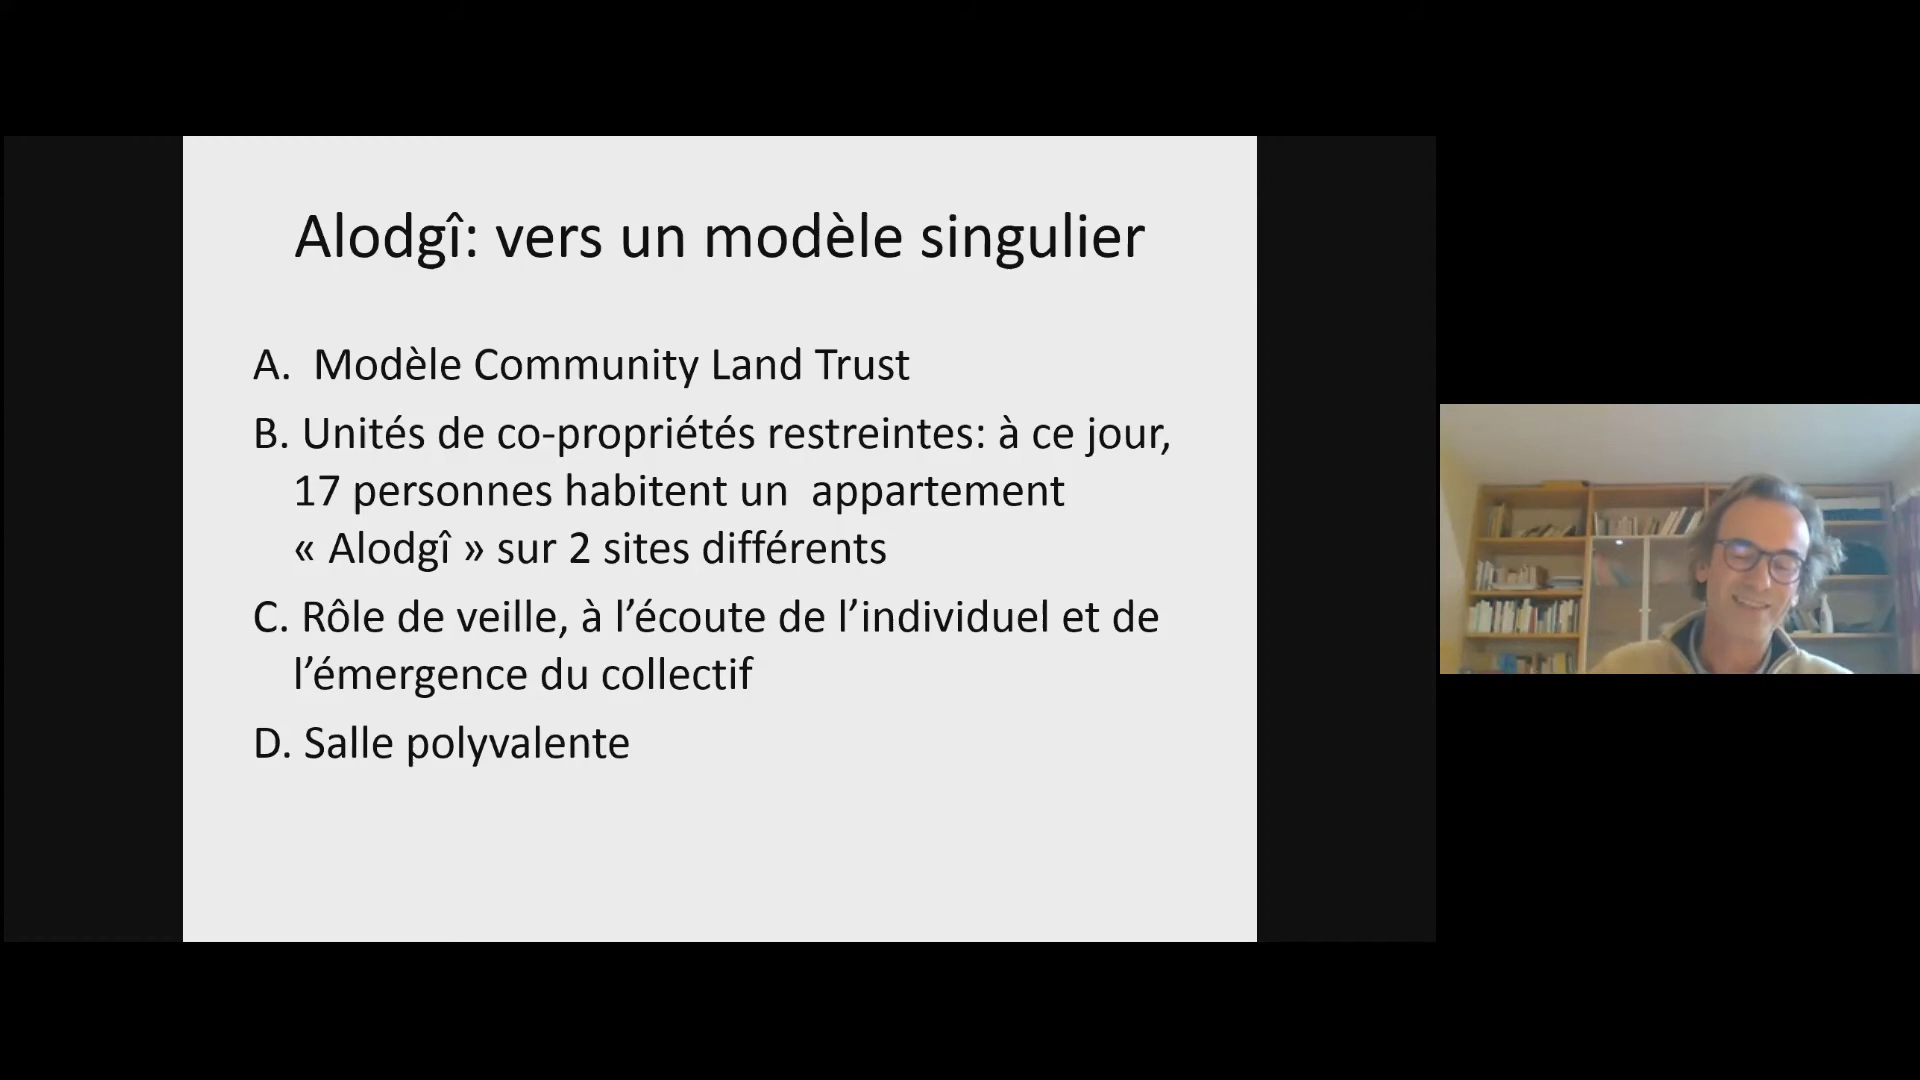 Alodgî: vers un modèle singulier
A. Modèle Community Land Trust
B. Unités de co-propriétés restreintes: à ce jour,
17 personnes habitent un appartement
« Alodgî » sur 2 sites différents
C. Rôle de veille, à l’écoute de l’individuel et de
l’émergence du collectif
D. Salle polyvalente